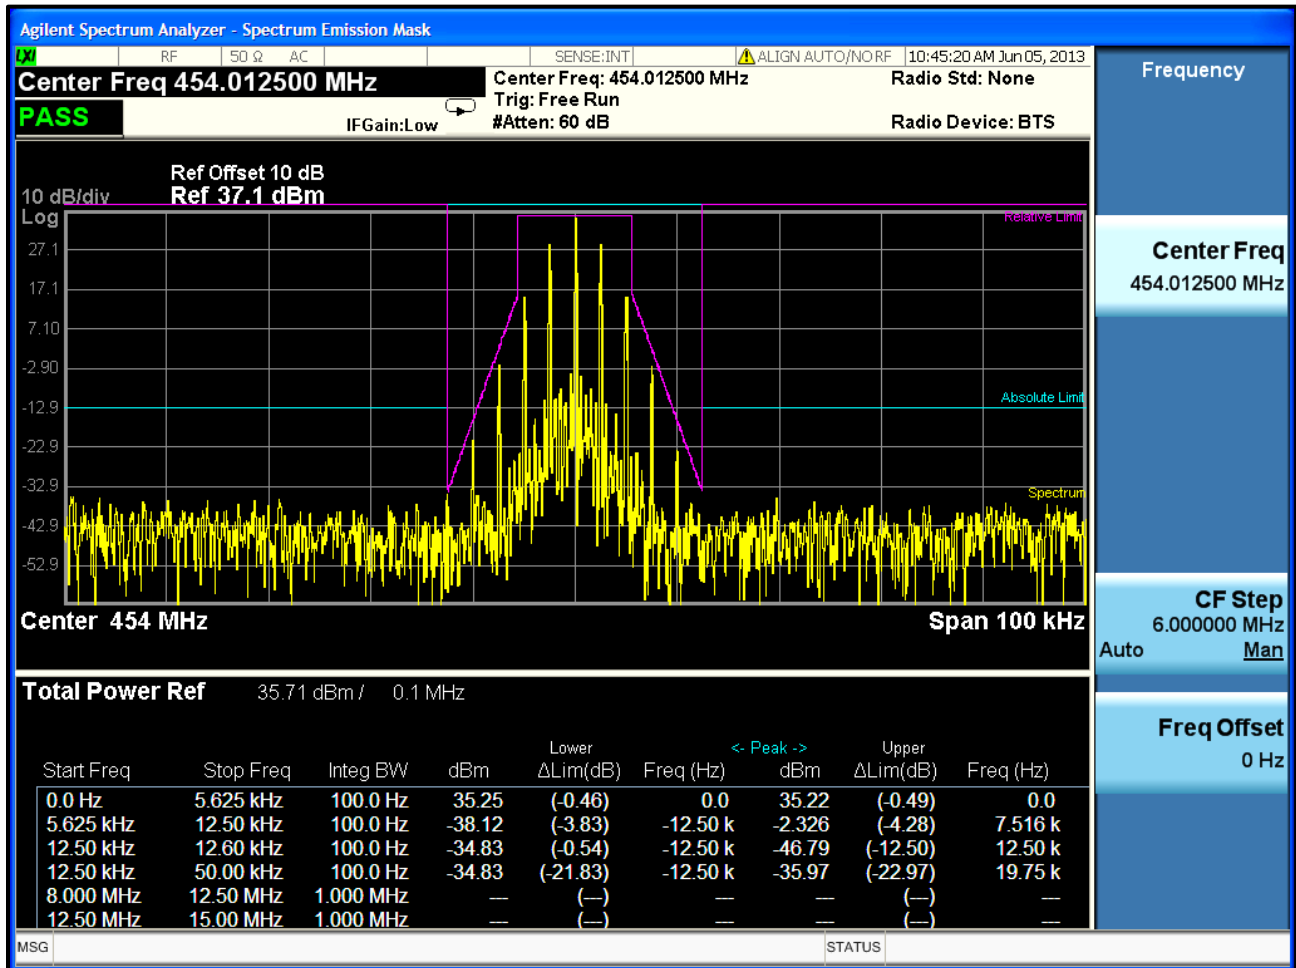 Agilent Spectrum Analyzer - Spectrum Emission Mask
LXI RF 50 Ω AC SENSE:INT ALIGN AUTO/NO RF 10:45:20 AM Jun 05, 2013
Center Freq 454.012500 MHz
Center Freq: 454.012500 MHz
Radio Std: None
Trig: Free Run
PASS
IFGain:Low
#Atten: 60 dB
Radio Device: BTS
Ref Offset 10 dB
10 dB/div Ref 37.1 dBm
Log
Relative Limit
27.1
17.1
7.10
-2.90
Absolute Limit
-12.9
-22.9
-32.9
Spectrum
-42.9
-52.9
Center 454 MHz
Span 100 kHz
Total Power Ref 35.71 dBm / 0.1 MHz
Lower <- Peak -> Upper
Start Freq Stop Freq Integ BW dBm ΔLim(dB) Freq (Hz) dBm ΔLim(dB) Freq (Hz)
0.0 Hz 5.625 kHz 100.0 Hz 35.25 (-0.46) 0.0 35.22 (-0.49) 0.0
5.625 kHz 12.50 kHz 100.0 Hz -38.12 (-3.83) -12.50 k -2.326 (-4.28) 7.516 k
12.50 kHz 12.60 kHz 100.0 Hz -34.83 (-0.54) -12.50 k -46.79 (-12.50) 12.50 k
12.50 kHz 50.00 kHz 100.0 Hz -34.83 (-21.83) -12.50 k -35.97 (-22.97) 19.75 k
8.000 MHz 12.50 MHz 1.000 MHz --- (---) --- --- (---) ---
12.50 MHz 15.00 MHz 1.000 MHz --- (---) --- --- (---) ---
MSG STATUS
Frequency
Center Freq
454.012500 MHz
CF Step
6.000000 MHz
Auto Man
Freq Offset
0 Hz